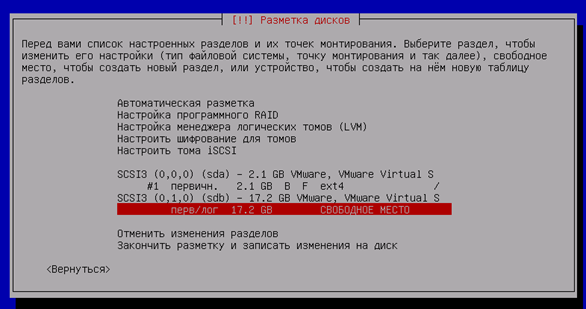 [!!] Разметка дисков
Перед вами список настроенных разделов и их точек монтирования. Выберите раздел, чтобы
изменить его настройки (тип файловой системы, точку монтирования и так далее), свободное
место, чтобы создать новый раздел, или устройство, чтобы создать на нём новую таблицу
разделов.
Автоматическая разметка
Настройка программного RAID
Настройка менеджера логических томов (LVM)
Настроить шифрование для томов
Настроить тома iSCSI
SCSI3 (0,0,0) (sda) - 2.1 GB VMware, VMware Virtual S
#1 первичн. 2.1 GB B F ext4 /
SCSI3 (0,1,0) (sdb) - 17.2 GB VMware, VMware Virtual S
перв/лог 17.2 GB СВОБОДНОЕ МЕСТО
Отменить изменения разделов
Закончить разметку и записать изменения на диск
<Вернуться>